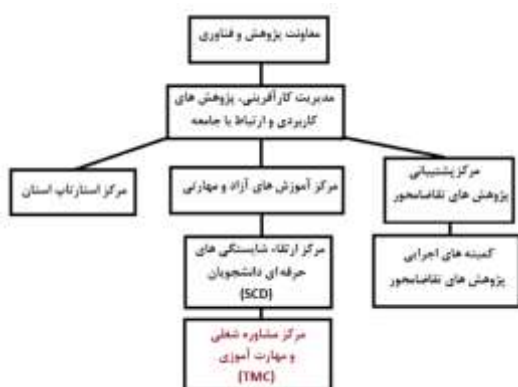 معاونت پژوهش و فناوری
مدیریت کارآفرینی، پژوهش های
کاربردی و ارتباط با جامعه
مرکز پشتیبانی
پژوهش های تقاضامحور
مرکز آموزش های آزاد و مهارتی
مرکز استارتاپ استان
کمیته های اجرایی
پژوهش های تقاضامحور
مرکز ارتقاء شایستگی های
حرفه ای دانشجویان
(SCD)
مرکز مشاوره شغلی
و مهارت آموزی
(TMC)